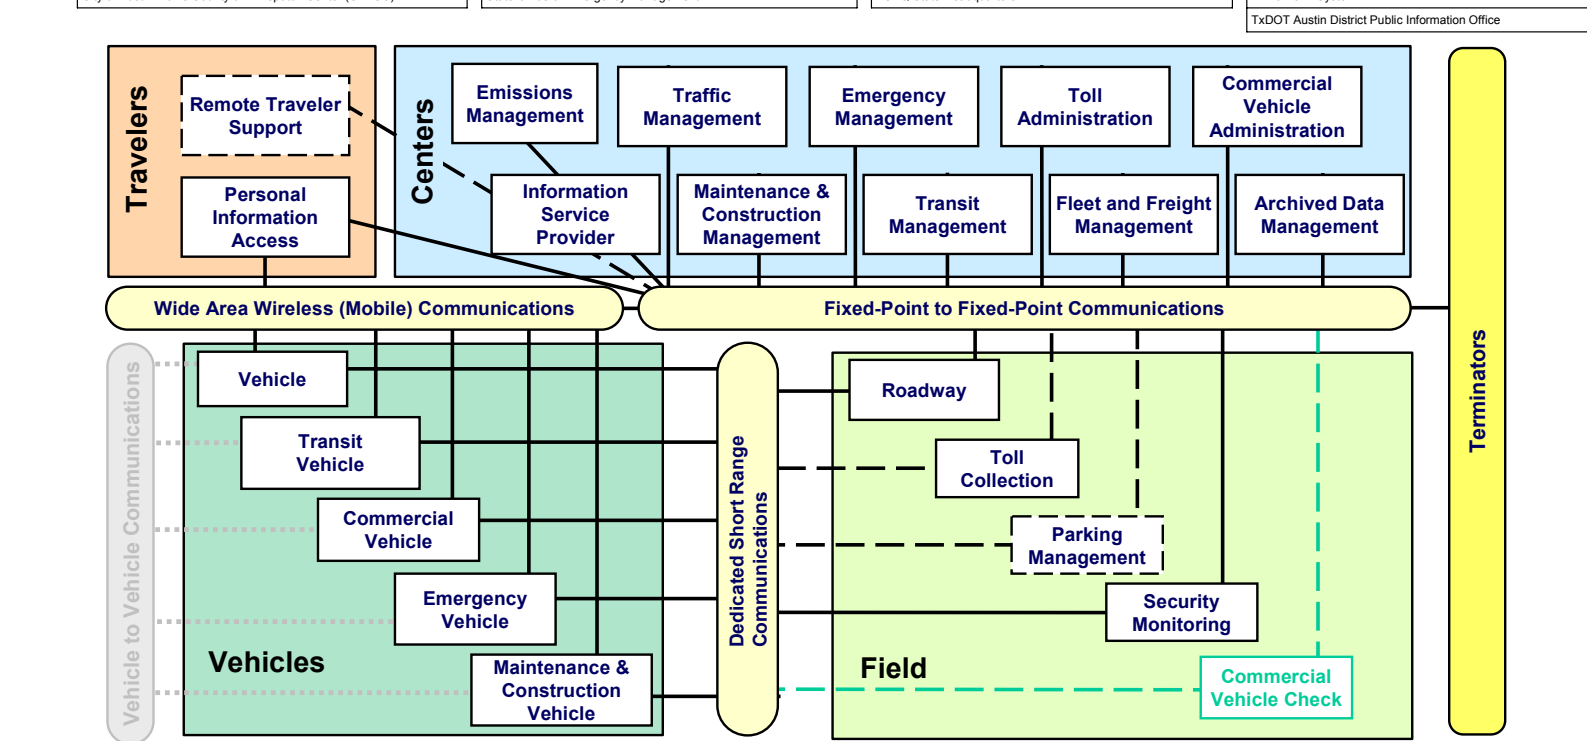 TxDOT Austin District Public Information Office
Travelers
Remote Traveler
Support
Personal
Information
Access
Centers
Emissions
Management
Traffic
Management
Emergency
Management
Toll
Administration
Commercial
Vehicle
Administration
Information
Service
Provider
Maintenance &
Construction
Management
Transit
Management
Fleet and Freight
Management
Archived Data
Management
Wide Area Wireless (Mobile) Communications
Fixed-Point to Fixed-Point Communications
Terminators
Vehicle to Vehicle Communications
Vehicle
Transit
Vehicle
Commercial
Vehicle
Emergency
Vehicle
Maintenance &
Construction
Vehicle
Vehicles
Dedicated Short Range
Communications
Roadway
Toll
Collection
Parking
Management
Security
Monitoring
Commercial
Vehicle Check
Field